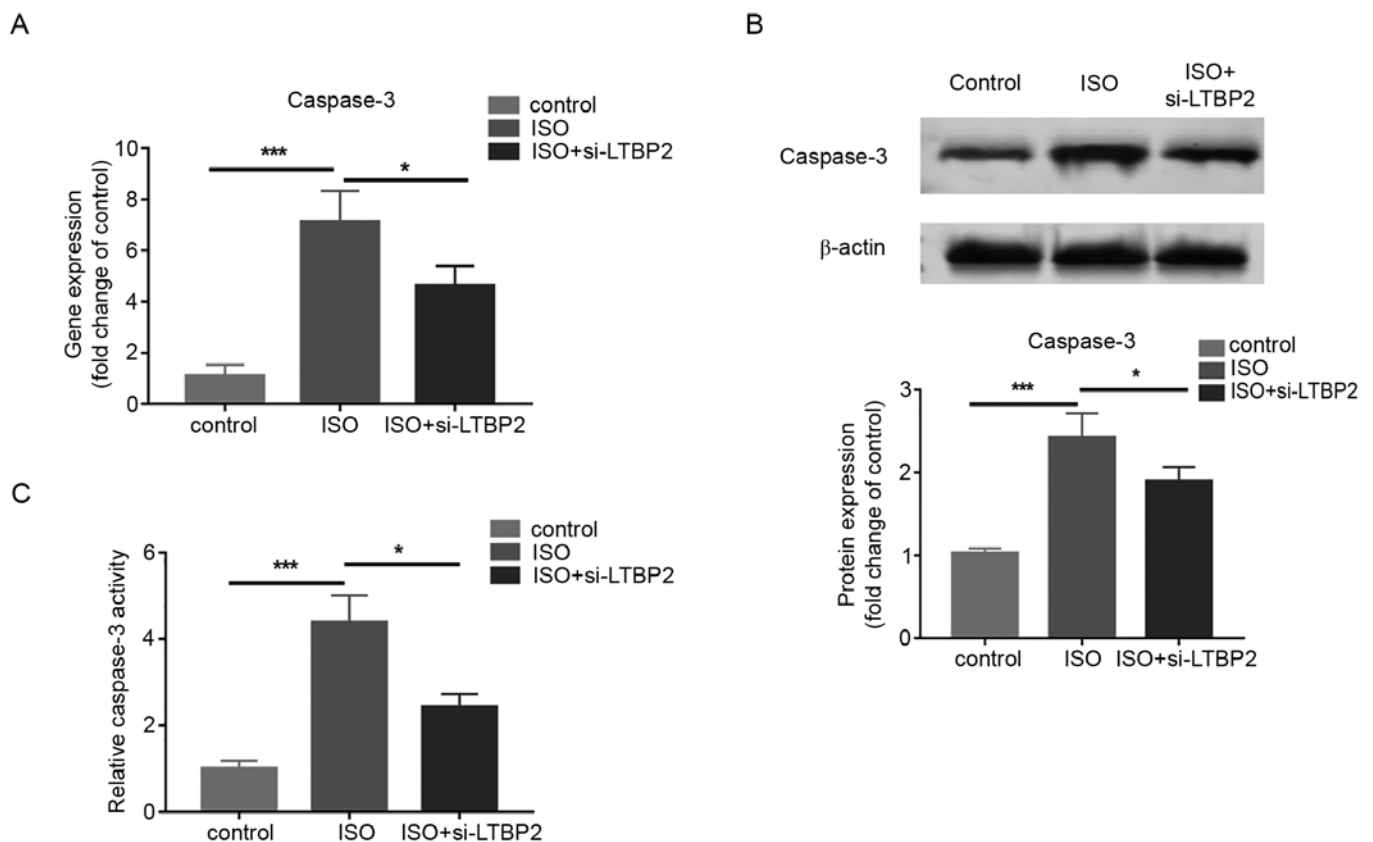 A
Caspase-3
control
ISO
ISO+si-LTBP2
Gene expression
(fold change of control)
10
8
6
4
2
0
***
*
control ISO ISO+si-LTBP2
B
Control ISO ISO+
si-LTBP2
Caspase-3
β-actin
Caspase-3
control
ISO
ISO+si-LTBP2
Protein expression
(fold change of control)
3
2
1
0
***
*
control ISO ISO+si-LTBP2
C
control
ISO
ISO+si-LTBP2
Relative caspase-3 activity
6
4
2
0
***
*
control ISO ISO+si-LTBP2